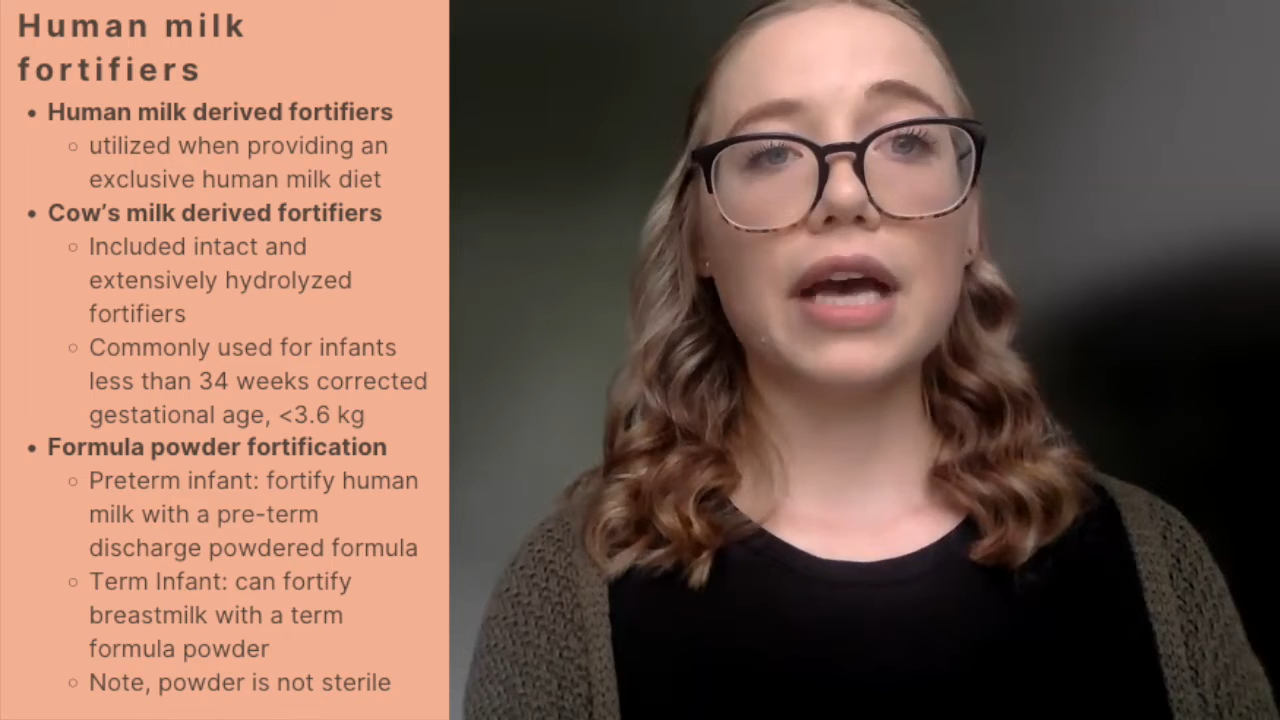 Human milk
fortifiers
• Human milk derived fortifiers
◦ utilized when providing an
exclusive human milk diet
• Cow's milk derived fortifiers
◦ Included intact and
extensively hydrolyzed
fortifiers
◦ Commonly used for infants
less than 34 weeks corrected
gestational age, <3.6 kg
• Formula powder fortification
◦ Preterm infant: fortify human
milk with a pre-term
discharge powdered formula
◦ Term Infant: can fortify
breastmilk with a term
formula powder
◦ Note, powder is not sterile